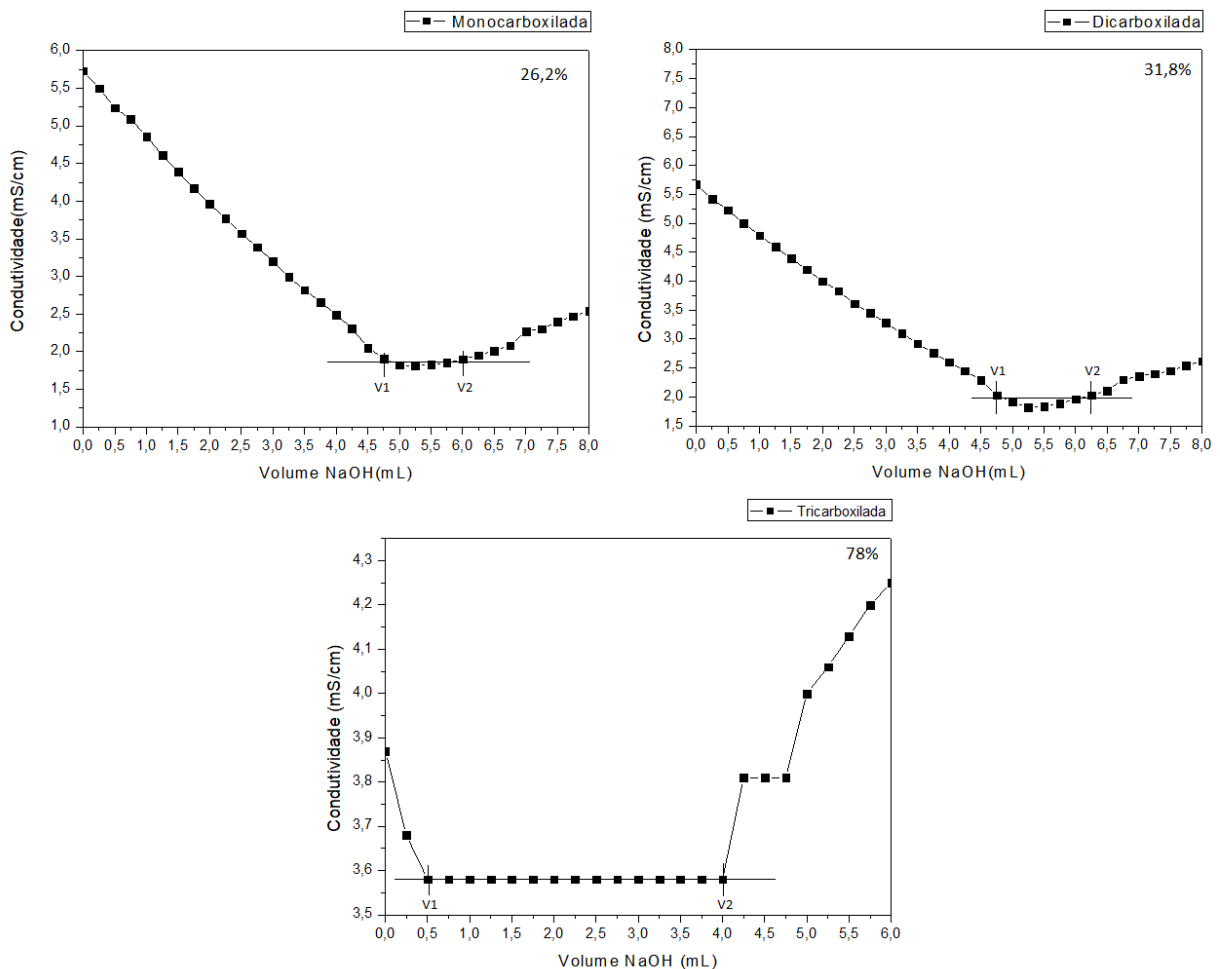 Monocarboxilada
26,2%
Condutividade(mS/cm)
6,0
5,5
5,0
4,5
4,0
3,5
3,0
2,5
2,0
1,5
1,0
V1 V2
0,0 0,5 1,0 1,5 2,0 2,5 3,0 3,5 4,0 4,5 5,0 5,5 6,0 6,5 7,0 7,5 8,0
Volume NaOH(mL)
Dicarboxilada
31,8%
Condutividade (mS/cm)
8,0
7,5
7,0
6,5
6,0
5,5
5,0
4,5
4,0
3,5
3,0
2,5
2,0
1,5
V1 V2
0,0 0,5 1,0 1,5 2,0 2,5 3,0 3,5 4,0 4,5 5,0 5,5 6,0 6,5 7,0 7,5 8,0
Volume NaOH(mL)
Tricarboxilada
78%
Condutividade (mS/cm)
4,3
4,2
4,1
4,0
3,9
3,8
3,7
3,6
3,5
V1 V2
0,0 0,5 1,0 1,5 2,0 2,5 3,0 3,5 4,0 4,5 5,0 5,5 6,0
Volume NaOH (mL)